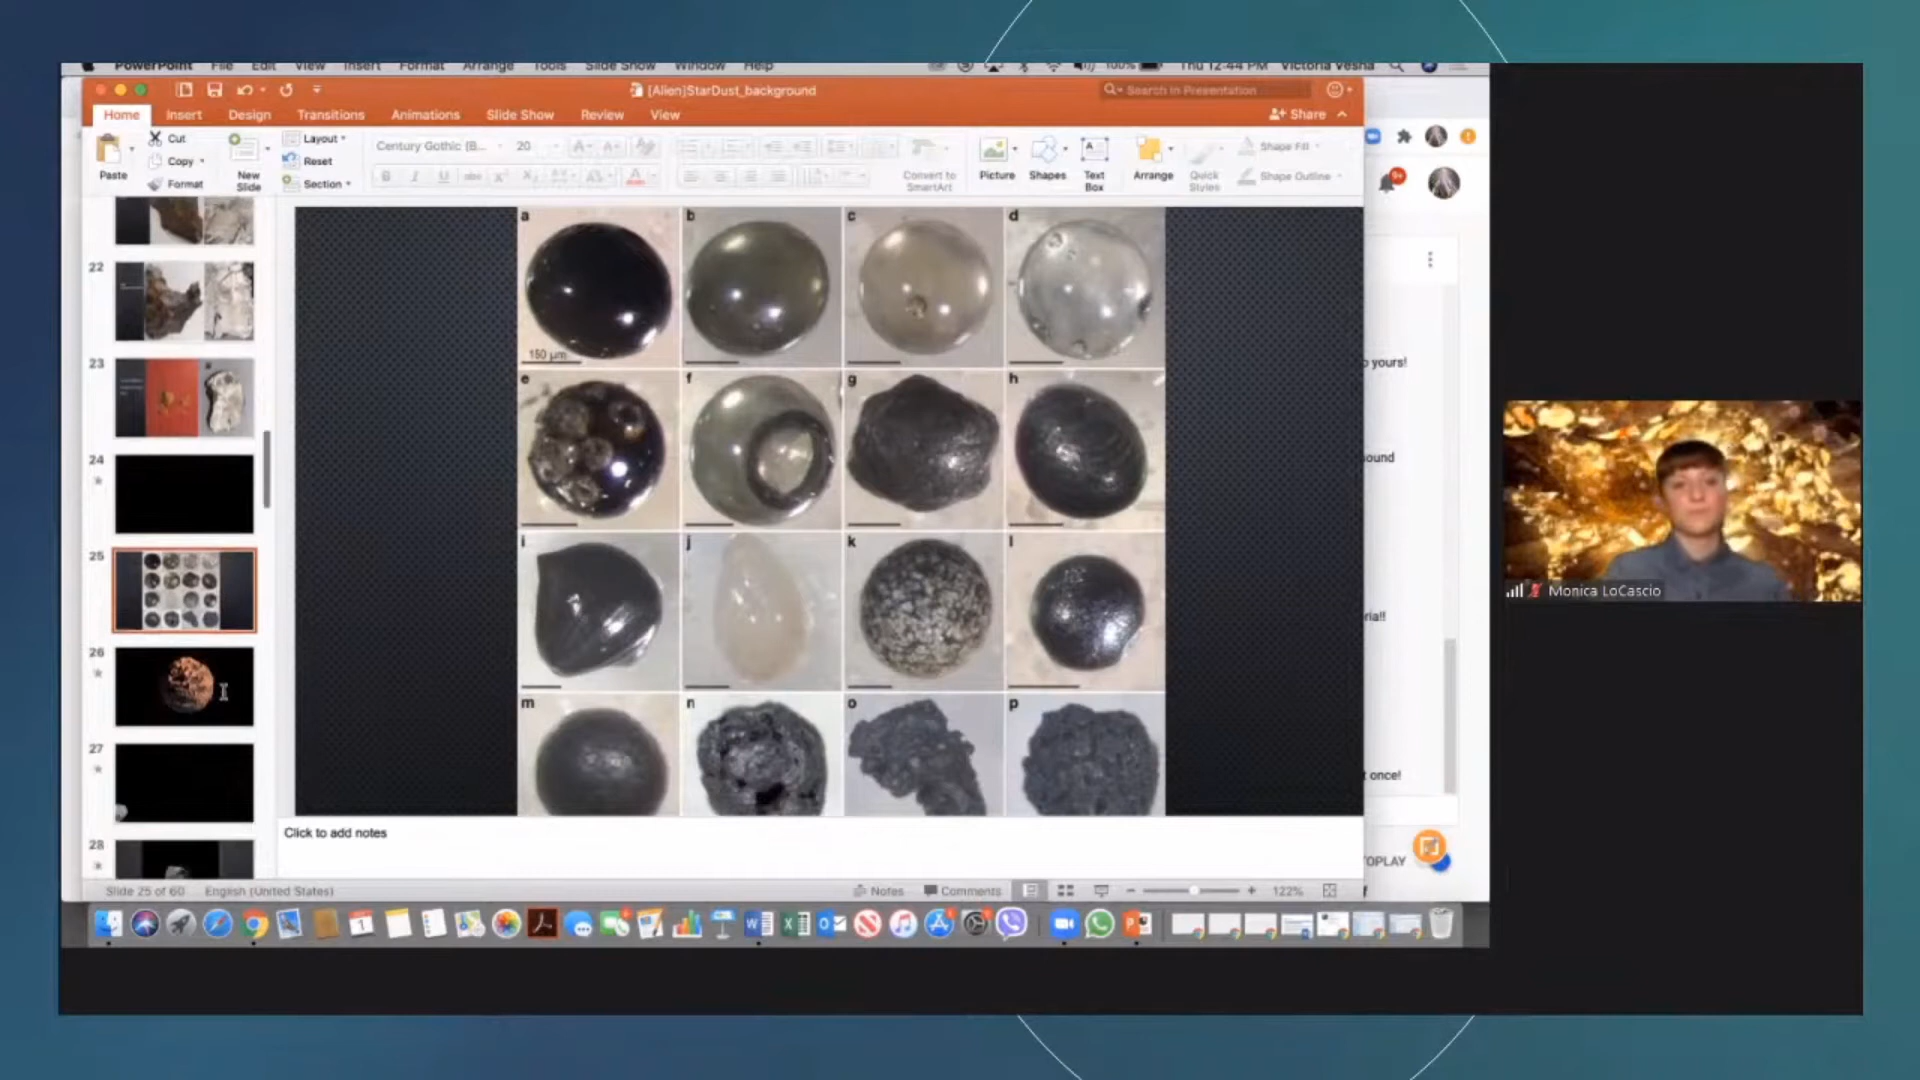 PowerPoint File Edit View Insert Format Arrange Tools Slide Show Window Help 100% Thu 12:44 PM Victoria Vesna
[Alien]StarDust_background
Search in Presentation
Home Insert Design Transitions Animations Slide Show Review View
Share
Paste
Cut
Copy
Format
New
Slide
Layout
Reset
Section
Century Gothic (B... 20
Convert to
SmartArt
Picture
Shapes
Text
Box
Arrange
Quick
Styles
Shape Fill
Shape Outline
9+
22
23
24
25
26
27
28
a b c d
150 µm
e f g h
i j k l
m n o p
o yours!
ound
ria!!
t once!
OPLAY
Click to add notes
Slide 25 of 60 English (United States)
Notes Comments 122%
Monica LoCascio